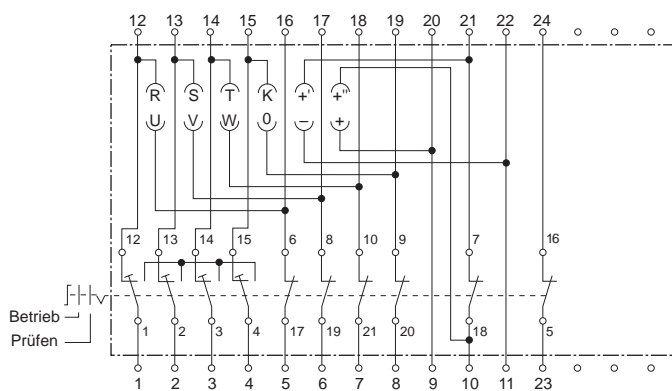 12 13 14 15 16 17 18 19 20 21 22 24
R S T K +' +"
U V W 0 − +
12 13 14 15 6 8 10 9 7 16
Betrieb
1 2 3 4 17 19 21 20 18 5
Prüfen
1 2 3 4 5 6 7 8 9 10 11 23